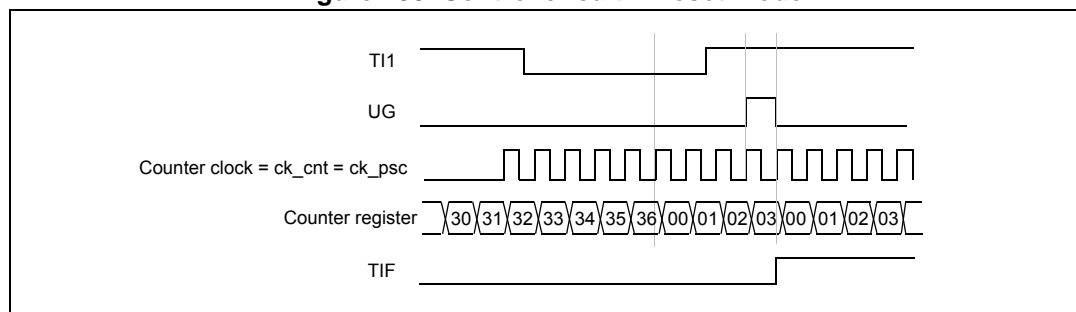 TI1
UG
Counter clock = ck_cnt = ck_psc
Counter register 30 31 32 33 34 35 36 00 01 02 03 00 01 02 03
TIF